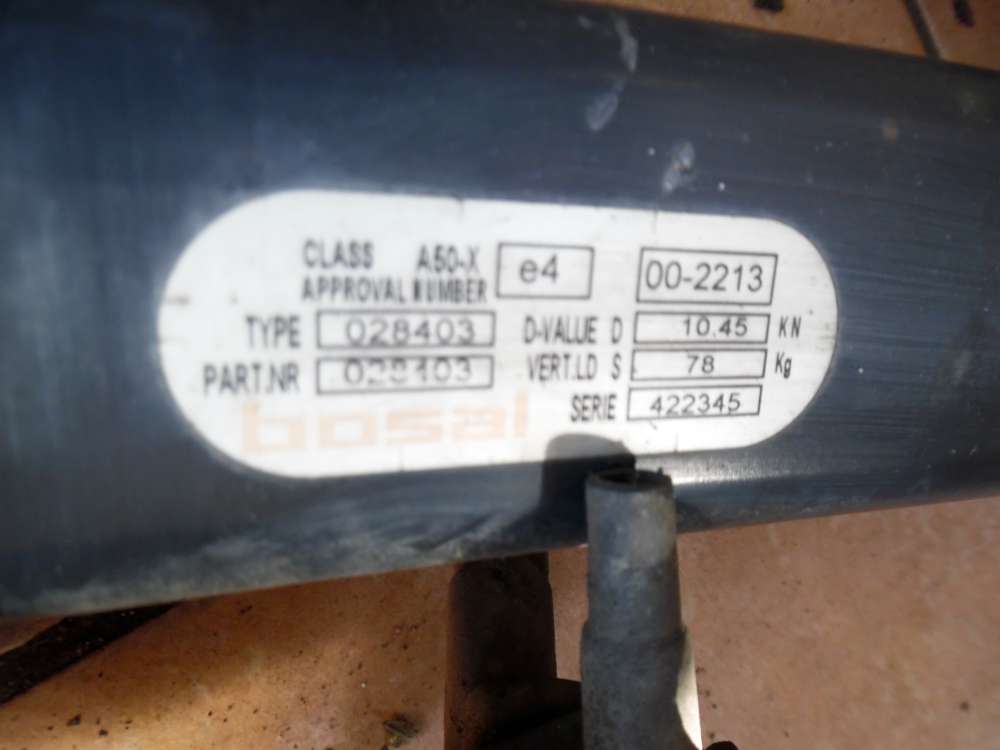 CLASS A50-X e4 00-2213
APPROVAL NUMBER
TYPE 028403 D-VALUE D 10.45 KN
PART.NR 028403 VERT.LD S 78 Kg
SERIE 422345
bosal